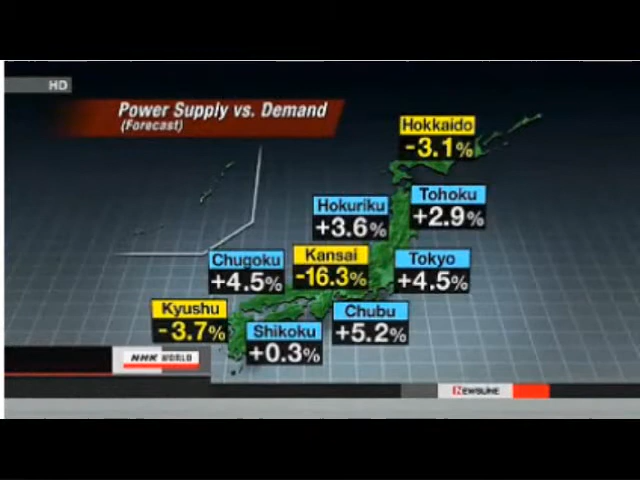 HD
Power Supply vs. Demand
(Forecast)
Hokkaido
-3.1%
Tohoku
+2.9%
Hokuriku
+3.6%
Chugoku
+4.5%
Kansai
-16.3%
Tokyo
+4.5%
Kyushu
-3.7%
Shikoku
+0.3%
Chubu
+5.2%
NHK WORLD
NEWSLINE